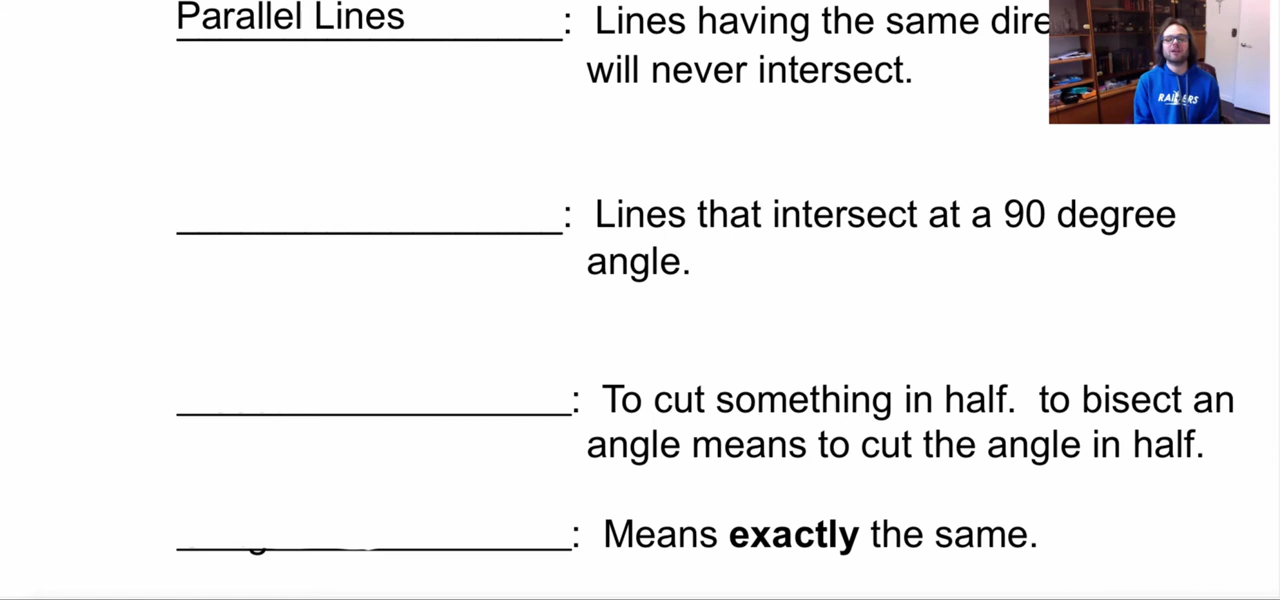 Parallel Lines : Lines having the same dire
will never intersect.
: Lines that intersect at a 90 degree
angle.
: To cut something in half. to bisect an
angle means to cut the angle in half.
: Means exactly the same.
RAIDERS